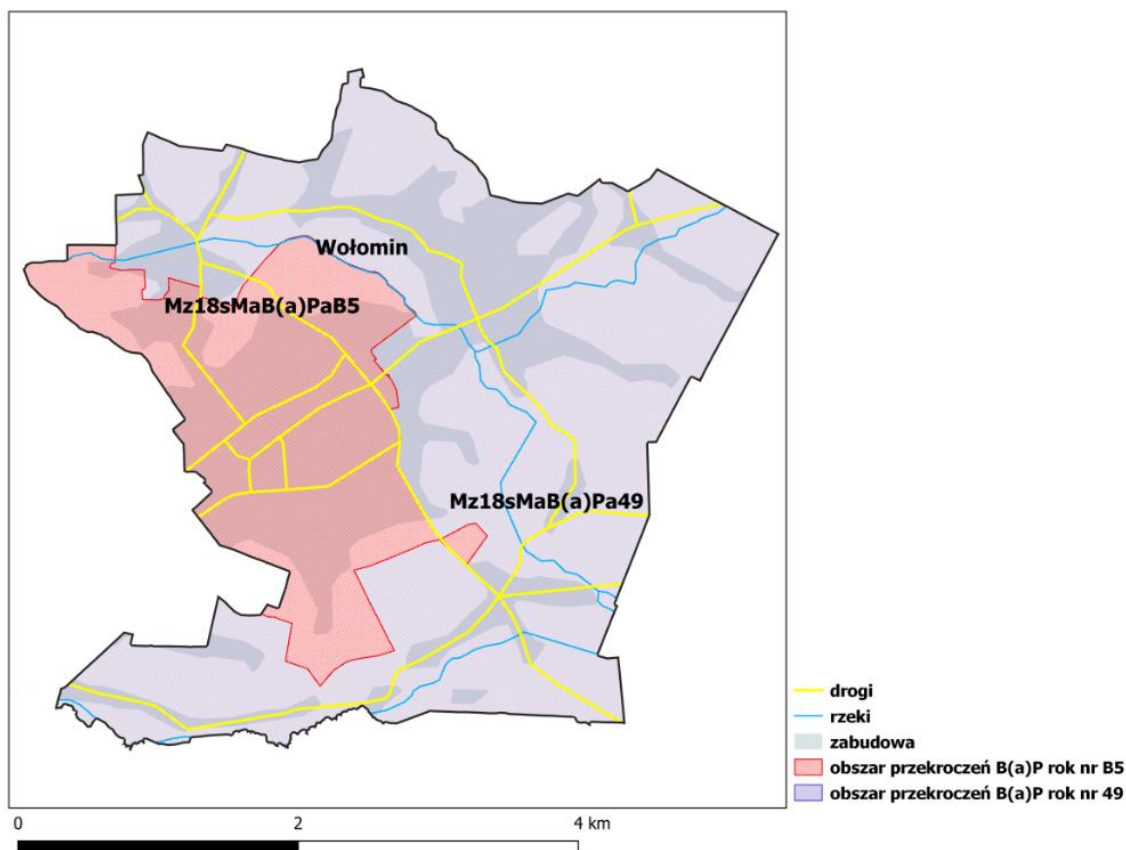 Wołomin
Mz18sMaB(a)PaB5
Mz18sMaB(a)Pa49
drogi
rzeki
zabudowa
obszar przekroczeń B(a)P rok nr B5
obszar przekroczeń B(a)P rok nr 49
0 2 4 km